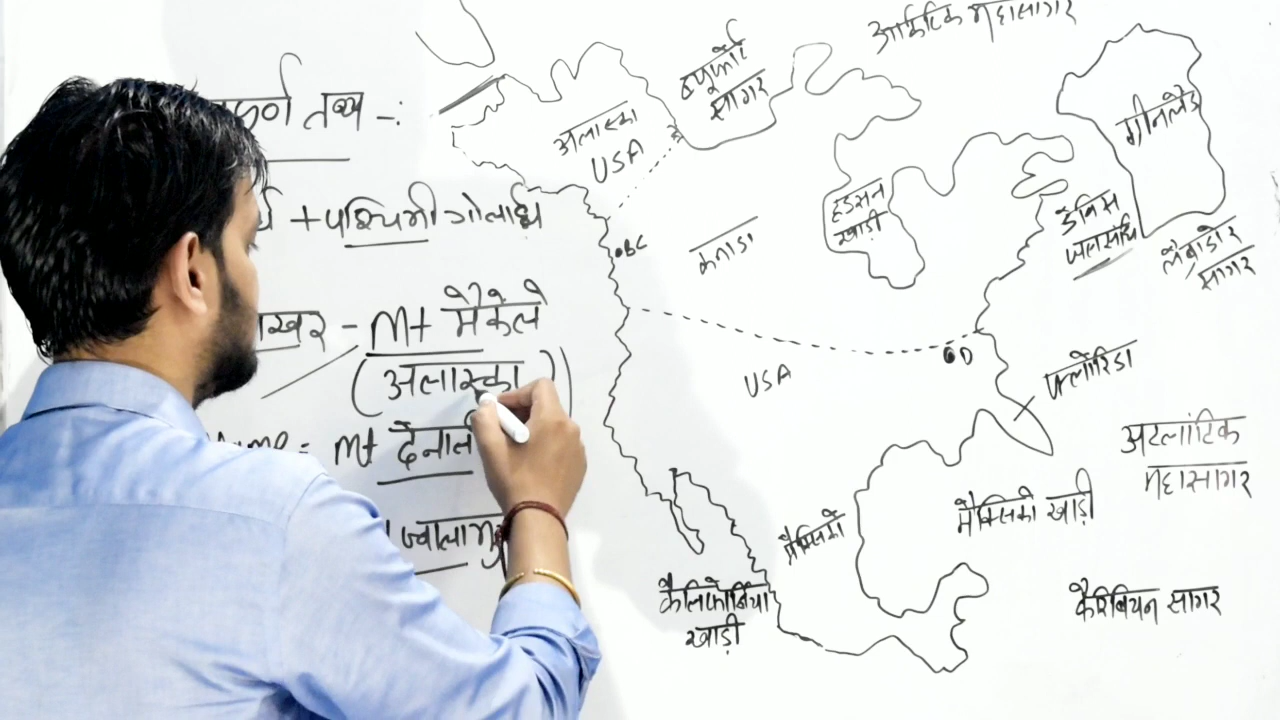 तथ्य -:
+ पश्चिमी गोलार्ध
- Mt मैकेले
(अलास्का)
= Mt देनाल
ज्वालामु
आर्कटिक महासागर
ब्यूफोर्ट
सागर
अलास्का
USA
ग्रीनलैंड
हडसन
खाड़ी
डेविस
जलसंधि
लैब्राडोर
सागर
BC
कनाडा
USA
D
फ्लोरिडा
अटलांटिक
महासागर
मैक्सिको
मैक्सिको खाड़ी
कैलिफोर्निया
खाड़ी
कैरिबियन सागर